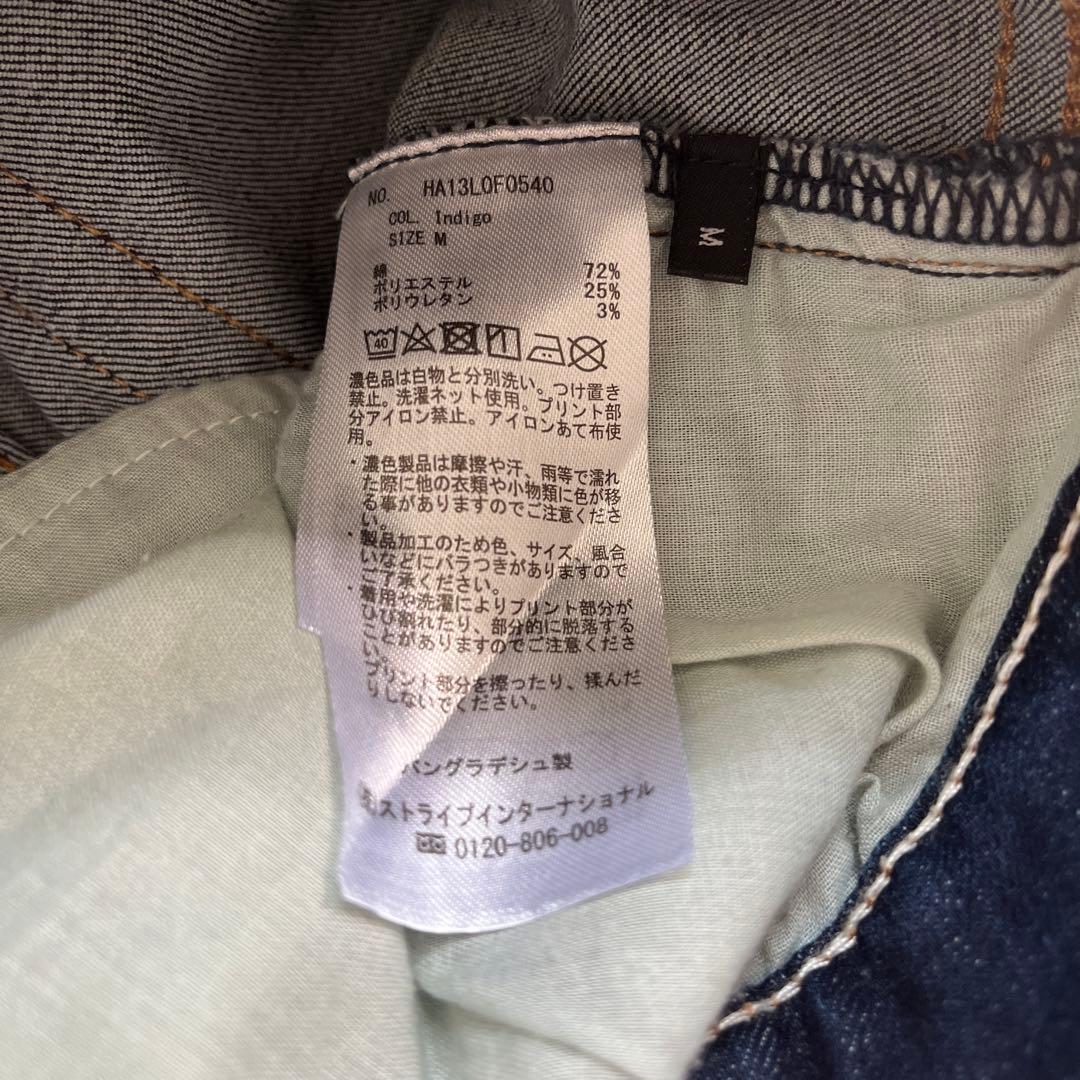 NO. HA13L0F0540
COL. Indigo
SIZE M
綿 72%
ポリエステル 25%
ポリウレタン 3%
40
濃色品は白物と分別洗い。つけ置き
禁止。洗濯ネット使用。プリント部
分アイロン禁止。アイロンあて布使
用。
・濃色製品は摩擦や汗、雨等で濡れ
た際に他の衣類や小物類に色が移
る事がありますのでご注意くださ
い。
・製品加工のため色、サイズ、風合
いなどにバラつきがありますので
ご了承ください。
・着用や洗濯によりプリント部分が
ひび割れたり、部分的に脱落する
ことがありますのでご注意くださ
い。
プリント部分を擦ったり、揉んだ
りしないでください。
バングラデシュ製
ストライプインターナショナル
0120-806-008
M